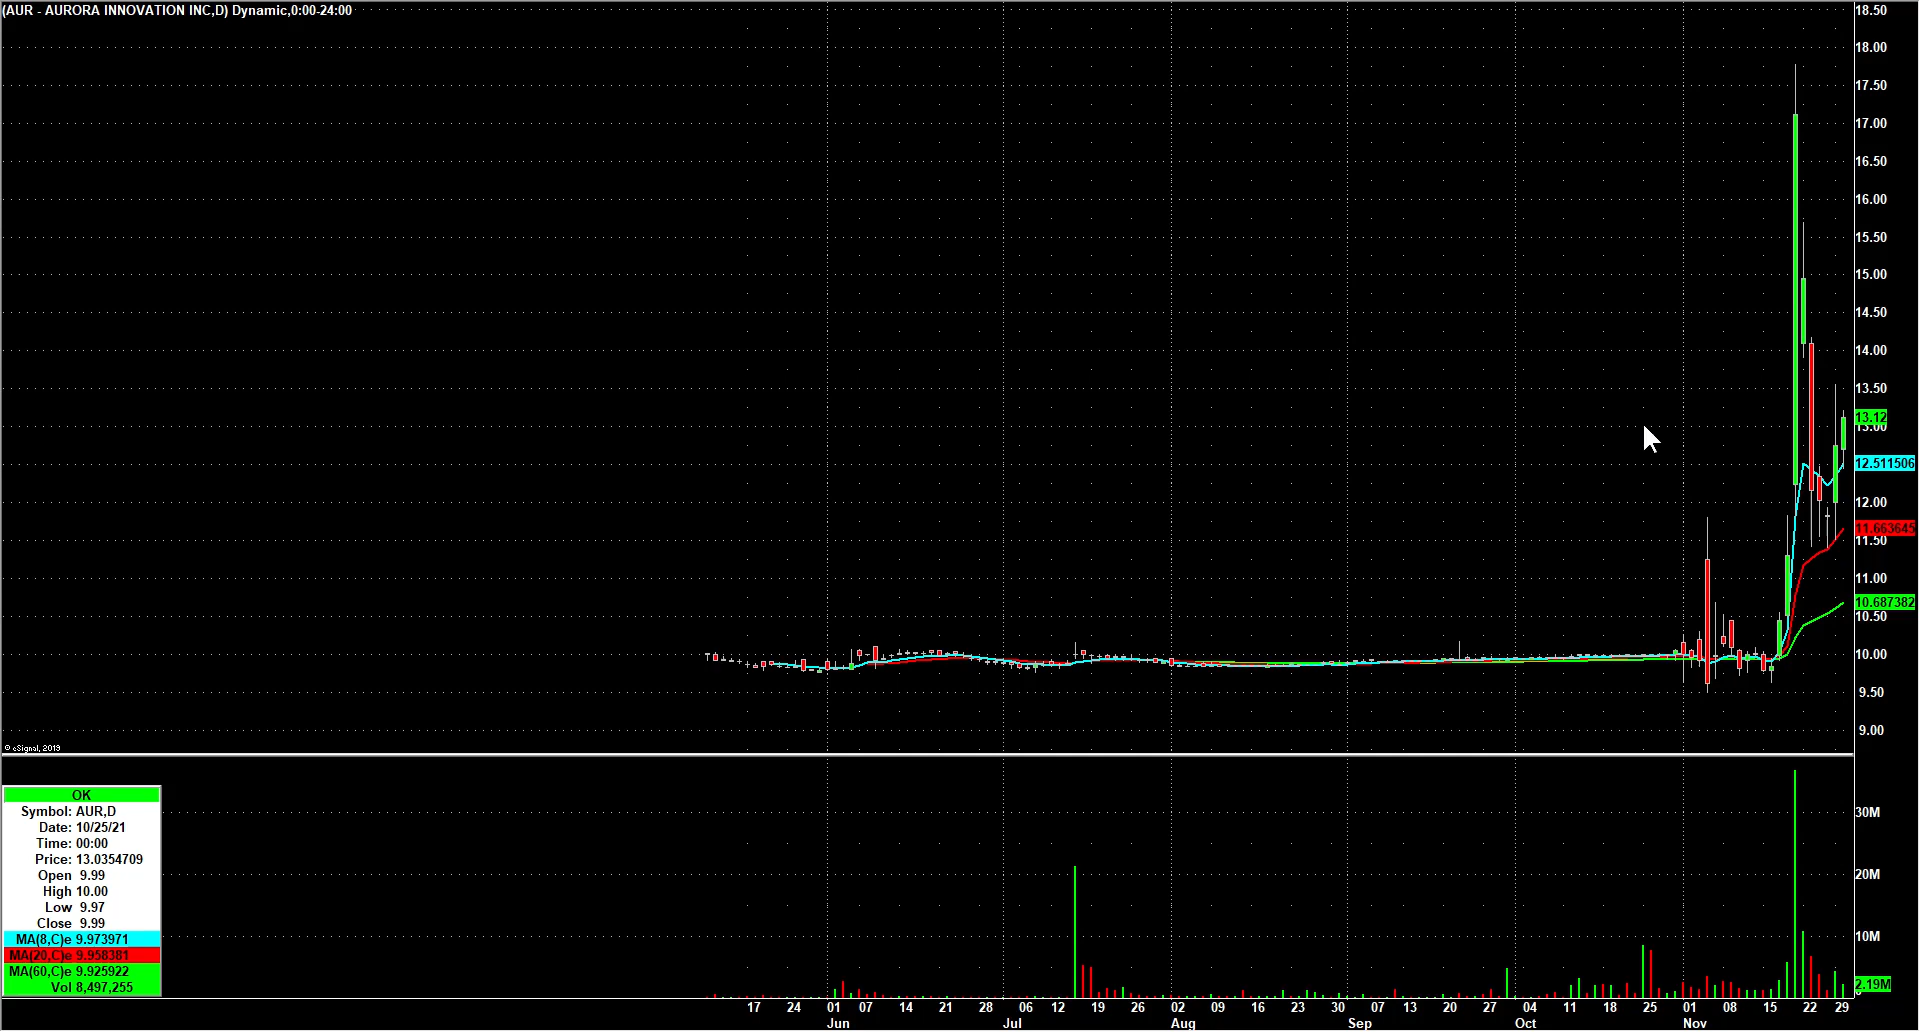 (AUR - AURORA INNOVATION INC,D) Dynamic,0:00-24:00
18.50
18.00
17.50
17.00
16.50
16.00
15.50
15.00
14.50
14.00
13.50
13.12
13.00
12.511506
12.00
11.663645
11.50
11.00
10.687382
10.50
10.00
9.50
9.00
© eSignal, 2019
OK
Symbol: AUR,D
Date: 10/25/21
Time: 00:00
Price: 13.0354709
Open 9.99
High 10.00
Low 9.97
Close 9.99
MA(8,C)e 9.973971
MA(20,C)e 9.958381
MA(60,C)e 9.925922
Vol 8,497,255
30M
20M
10M
2.19M
17 24 01 07 14 21 28 06 12 19 26 02 09 16 23 30 07 13 20 27 04 11 18 25 01 08 15 22 29
Jun Jul Aug Sep Oct Nov